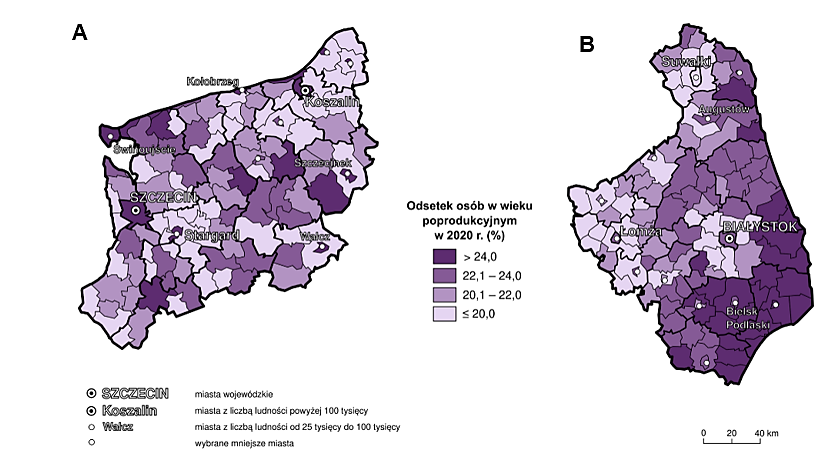 A
B
Suwałki
Kołobrzeg
Koszalin
Augustów
Świnoujście
Szczecinek
SZCZECIN
Odsetek osób w wieku
poprodukcyjnym
w 2020 r. (%)
Stargard
Wałcz
Łomża
BIAŁYSTOK
> 24,0
22,1 – 24,0
20,1 – 22,0
≤ 20,0
Bielsk
Podlaski
SZCZECIN miasta wojewódzkie
Koszalin miasta z liczbą ludności powyżej 100 tysięcy
Wałcz miasta z liczbą ludności od 25 tysięcy do 100 tysięcy
wybrane mniejsze miasta
0 20 40 km